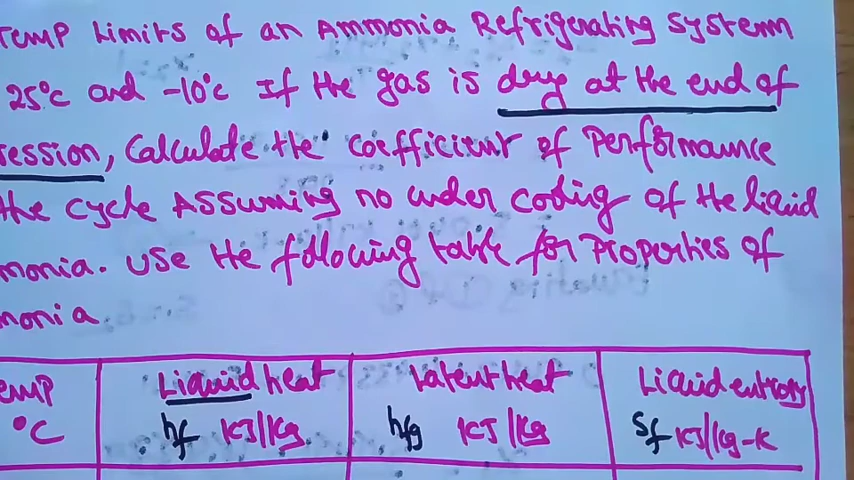 Temp Limits of an Ammonia Refrigerating System
25°C and -10°C If the gas is dry at the end of
ression, Calculate the coefficient of Performance
the cycle Assuming no under cooling of the liquid
monia. Use the following table for Properties of
monia
emp Liquid heat Latent heat Liquid entropy
°C hf KJ/Kg hfg KJ/Kg Sf KJ/Kg-K